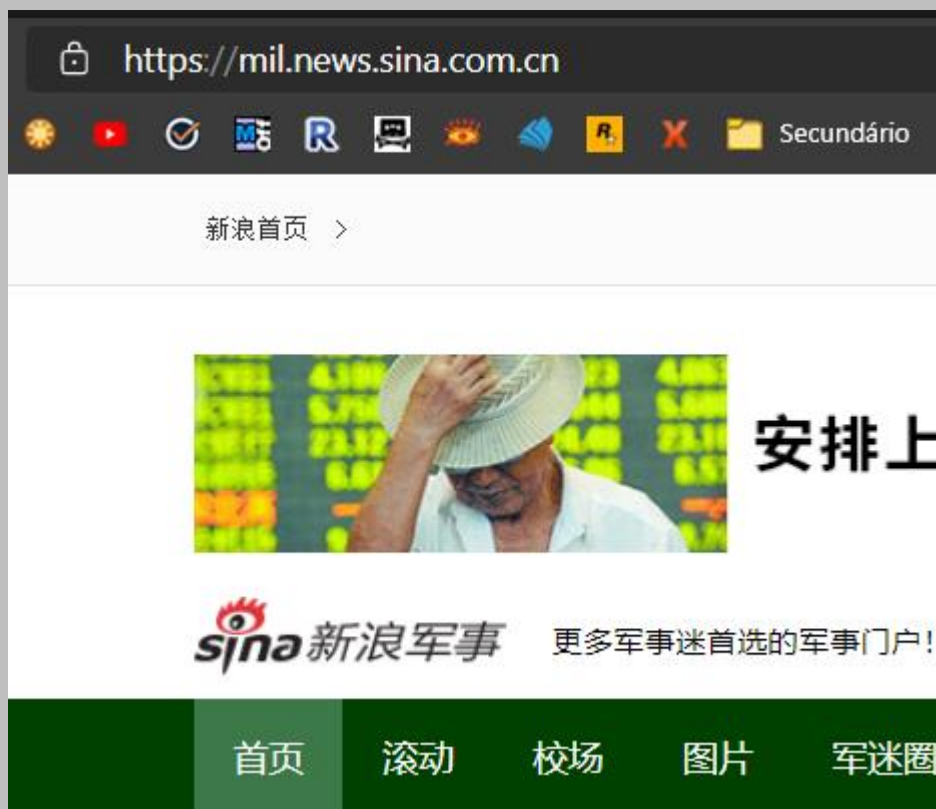 https://mil.news.sina.com.cn
Secundário
新浪首页 >
安排上
sina新浪军事 更多军事迷首选的军事门户!
首页 滚动 校场 图片 军迷圈